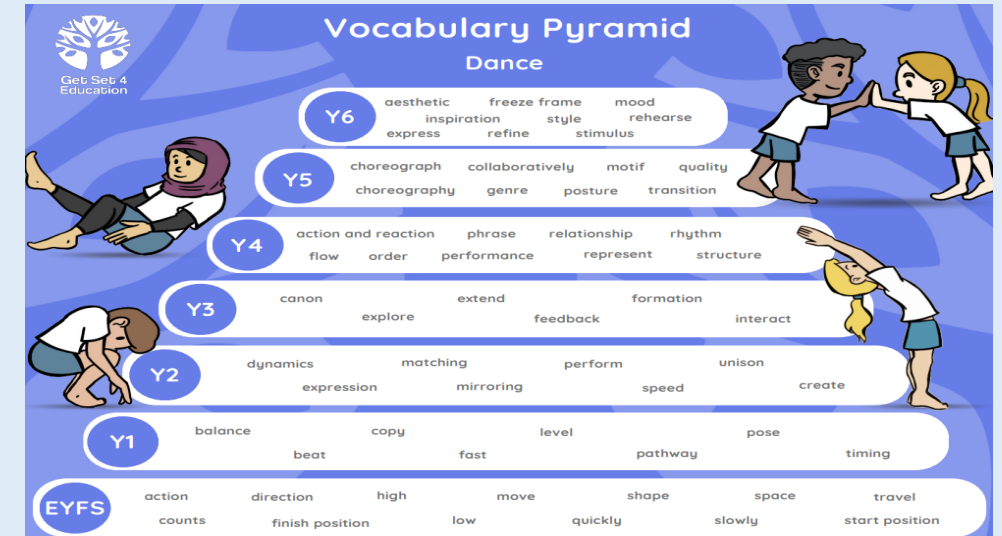 Vocabulary Pyramid
Dance
Get Set 4
Education
Y6
aesthetic freeze frame mood
inspiration style rehearse
express refine stimulus
Y5
choreograph collaboratively motif quality
choreography genre posture transition
Y4
action and reaction phrase relationship rhythm
flow order performance represent structure
Y3
canon extend formation
explore feedback interact
Y2
dynamics matching perform unison
expression mirroring speed create
Y1
balance copy level pose
beat fast pathway timing
EYFS
action direction high move shape space travel
counts finish position low quickly slowly start position